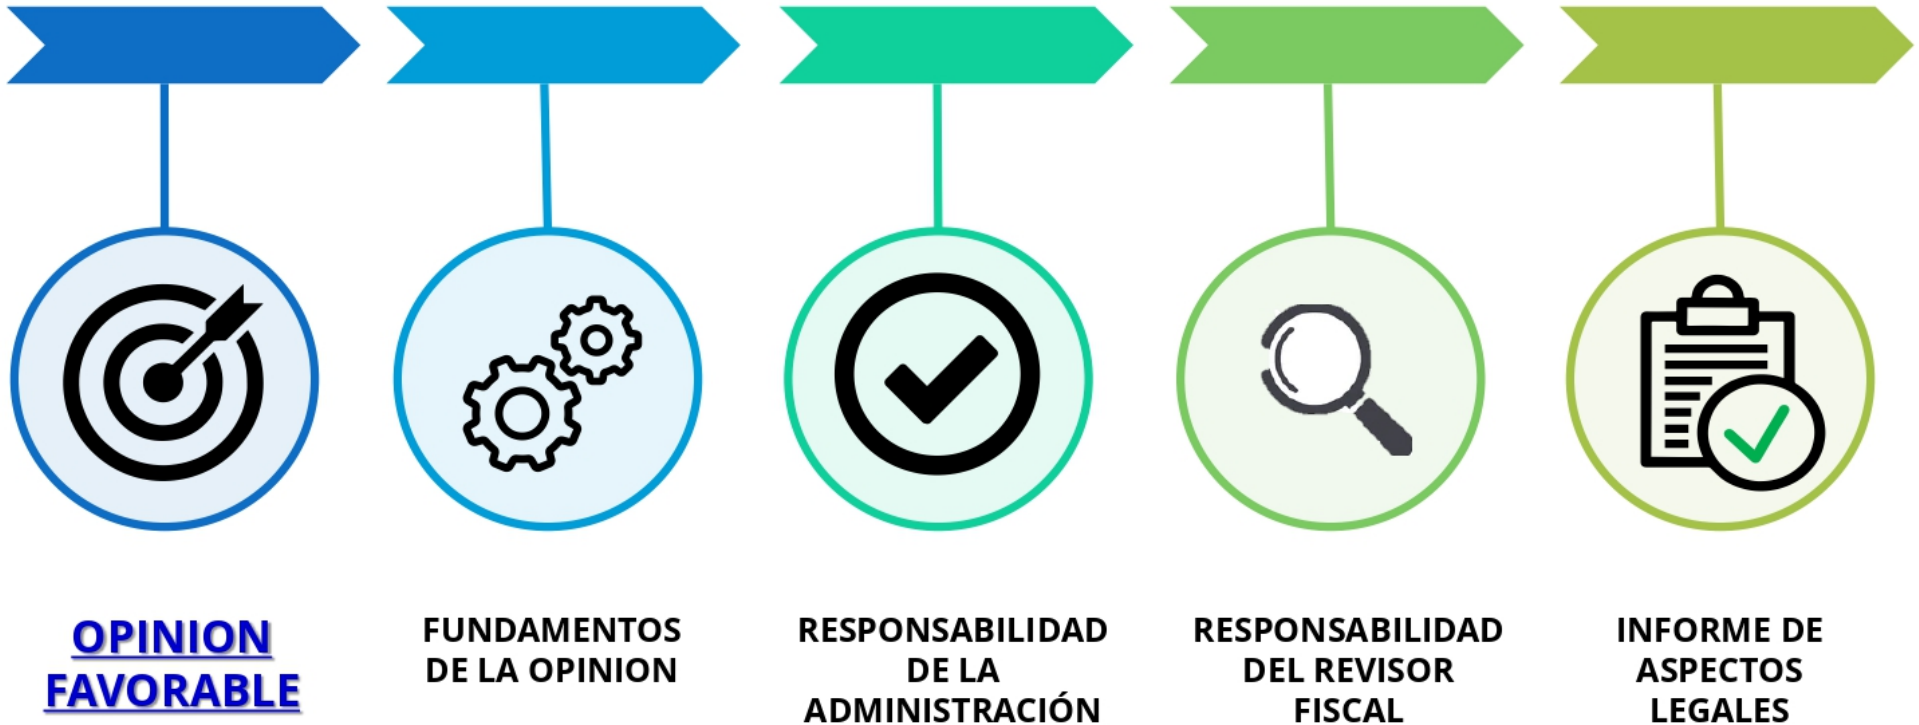 OPINION
FAVORABLE
FUNDAMENTOS
DE LA OPINION
RESPONSABILIDAD
DE LA
ADMINISTRACIÓN
RESPONSABILIDAD
DEL REVISOR
FISCAL
INFORME DE
ASPECTOS
LEGALES